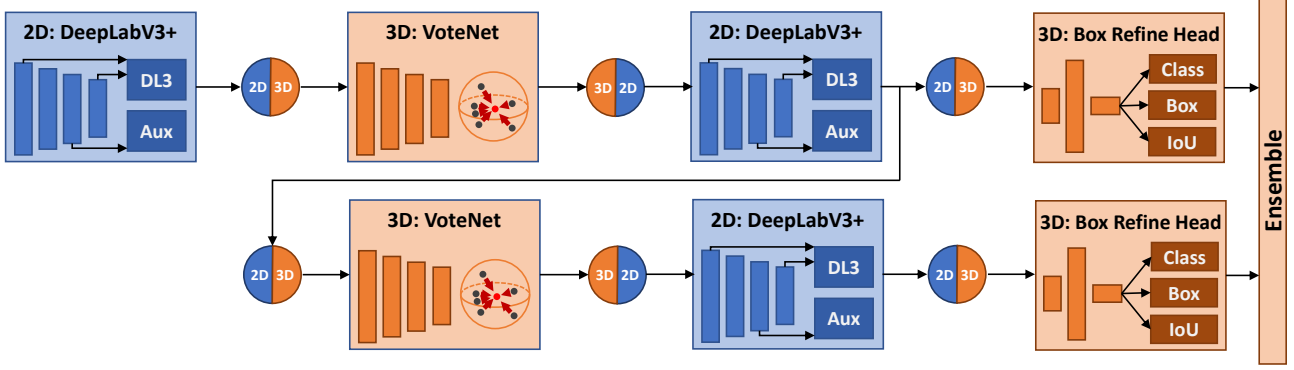 2D: DeepLabV3+
DL3
Aux
2D 3D
3D: VoteNet
3D 2D
2D: DeepLabV3+
DL3
Aux
2D 3D
3D: Box Refine Head
Class
Box
IoU
2D 3D
3D: VoteNet
3D 2D
2D: DeepLabV3+
DL3
Aux
2D 3D
3D: Box Refine Head
Class
Box
IoU
Ensemble